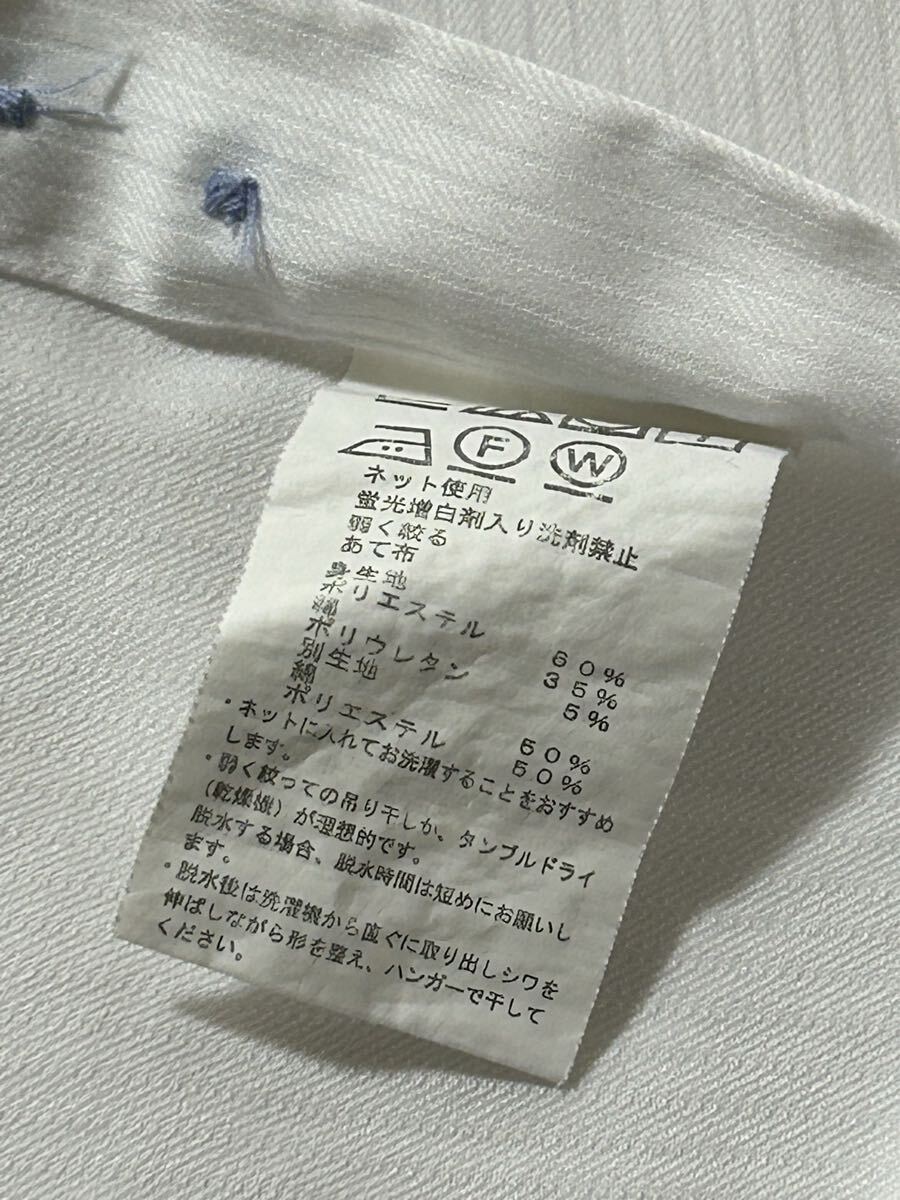 F W
ネット使用
蛍光増白剤入り洗剤禁止
弱く絞る
あて布
身生地
ポリエステル 60%
綿 35%
ポリウレタン 5%
別生地
綿 50%
ポリエステル 50%
・ネットに入れてお洗濯することをおすすめ
します。
・弱く絞っての吊り干しか、タンブルドライ
(乾燥機)が理想的です。
脱水する場合、脱水時間は短めにお願いし
ます。
・脱水後は洗濯機から直ぐに取り出しシワを
伸ばしながら形を整え、ハンガーで干して
ください。